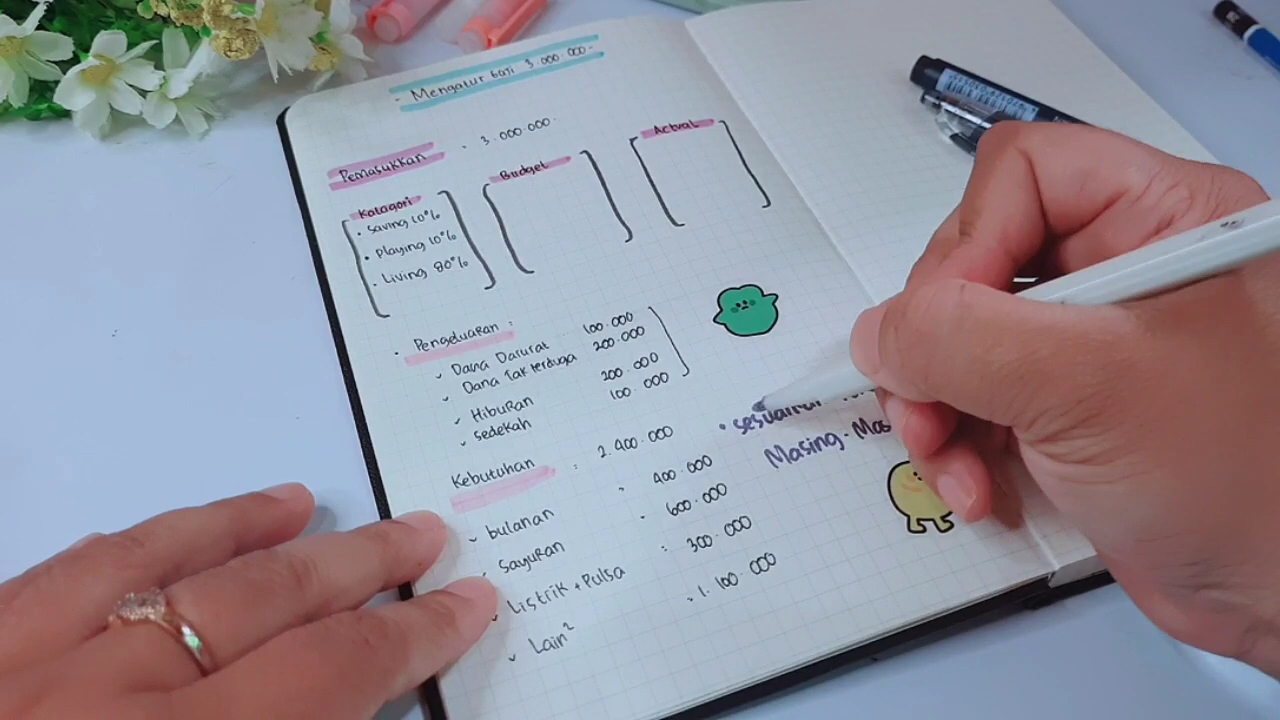 - Mengatur gaji 3.000.000-
Pemasukkan = 3.000.000.
Katagori
• Saving 10%
• Playing 10%
• Living 80%
Budget
Actual
• Pengeluaran :
✓ Dana Darurat 100.000
✓ Dana Tak terduga 200.000
✓ Hiburan 200.000
✓ Sedekah 100.000
Kebutuhan : 2.400.000
✓ bulanan = 400.000
✓ Sayuran = 600.000
✓ Listrik + Pulsa = 300.000
✓ Lain² = 1.100.000
• sesuaikan
Masing-Mas